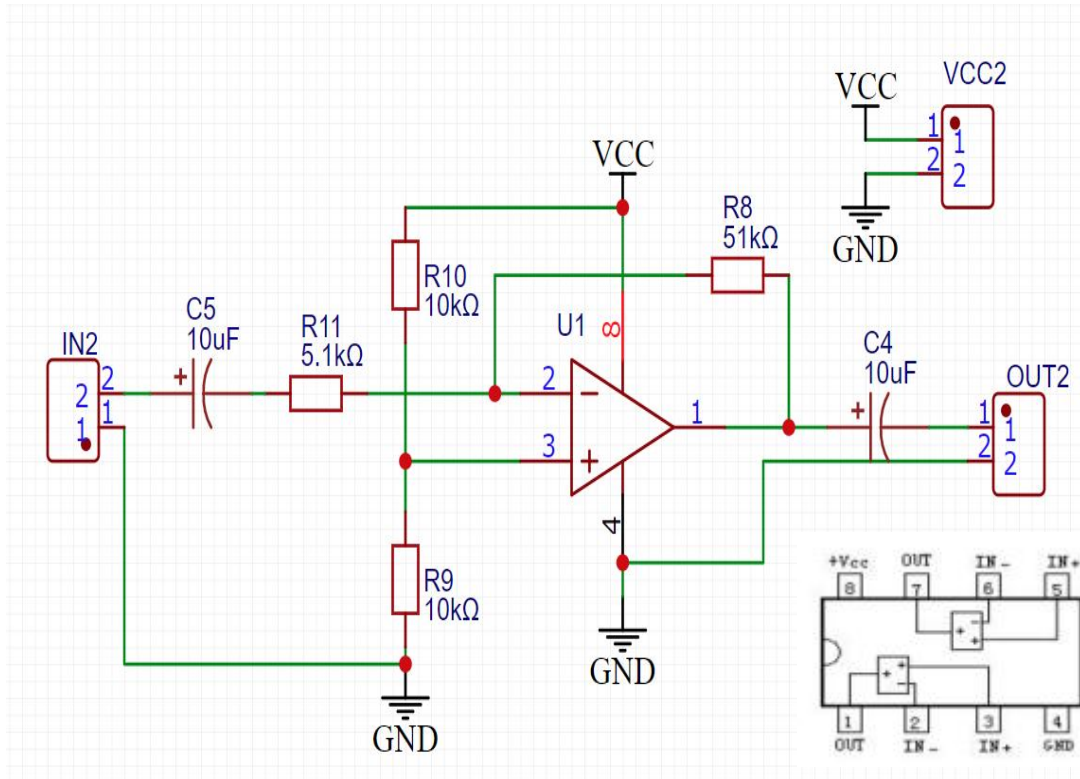 VCC2
VCC
1
1
2
2
GND
VCC
R8
51kΩ
R10
10kΩ
8
U1
C5
10uF
+
R11
5.1kΩ
IN2
2
2
1
1
2
−
3
+
1
4
C4
10uF
+
OUT2
1
1
2
2
R9
10kΩ
GND
GND
+Vcc OUT IN- IN+
8 7 6 5
+ - +
+ + -
1 2 3 4
OUT IN- IN+ GND